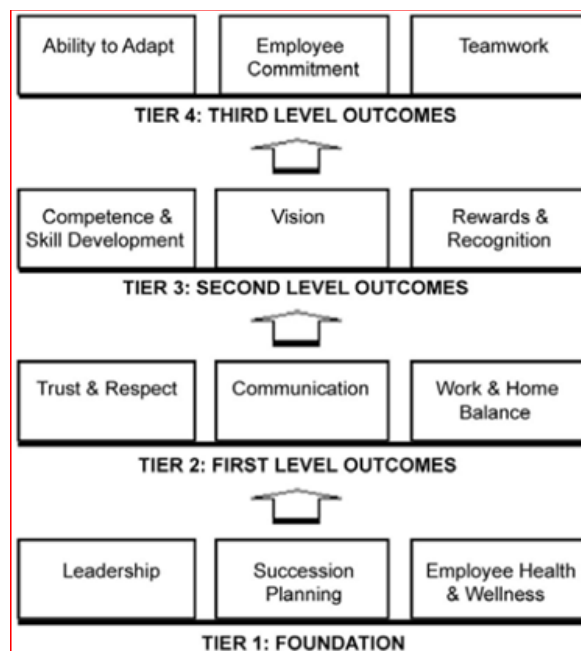 Ability to Adapt
Employee
Commitment
Teamwork
TIER 4: THIRD LEVEL OUTCOMES
Competence &
Skill Development
Vision
Rewards &
Recognition
TIER 3: SECOND LEVEL OUTCOMES
Trust & Respect
Communication
Work & Home
Balance
TIER 2: FIRST LEVEL OUTCOMES
Leadership
Succession
Planning
Employee Health
& Wellness
TIER 1: FOUNDATION